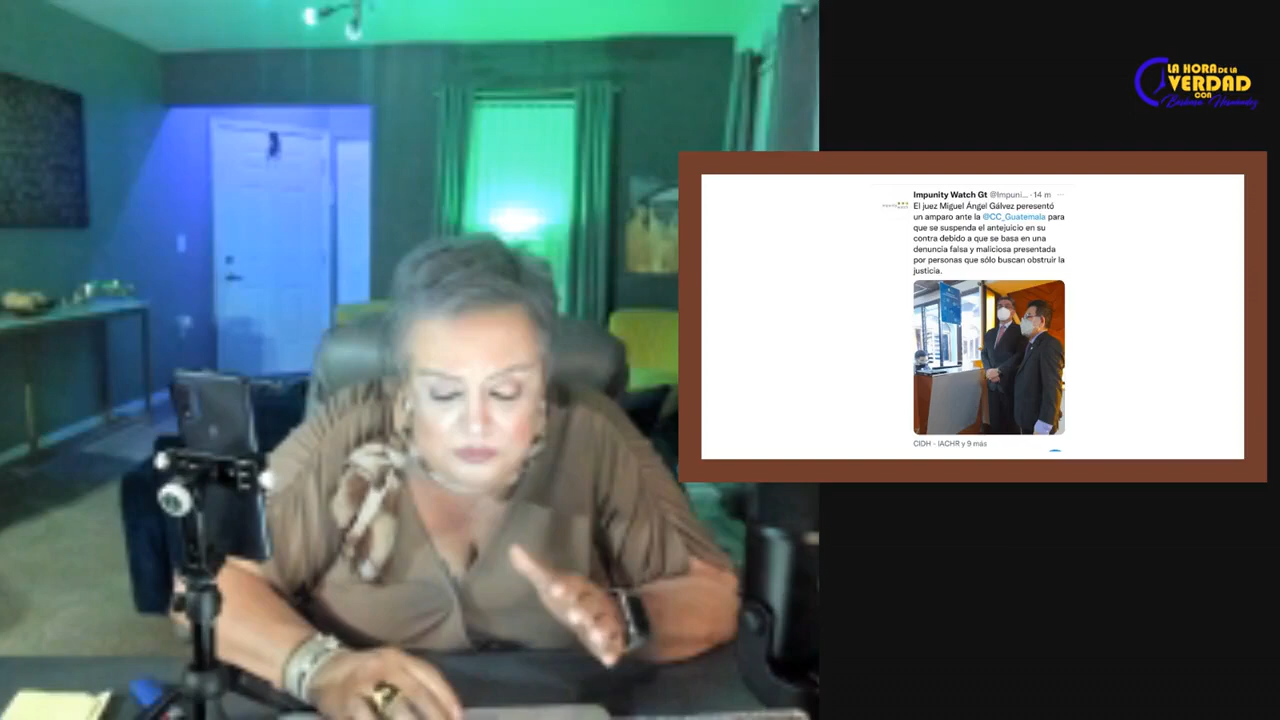 LA HORA DE LA
VERDAD
CON
Impunity Watch Gt @Impuni... · 14 m
El juez Miguel Ángel Gálvez peresentó
un amparo ante la @CC_Guatemala para
que se suspenda el antejuicio en su
contra debido a que se basa en una
denuncia falsa y maliciosa presentada
por personas que sólo buscan obstruir la
justicia.
CIDH - IACHR y 9 más